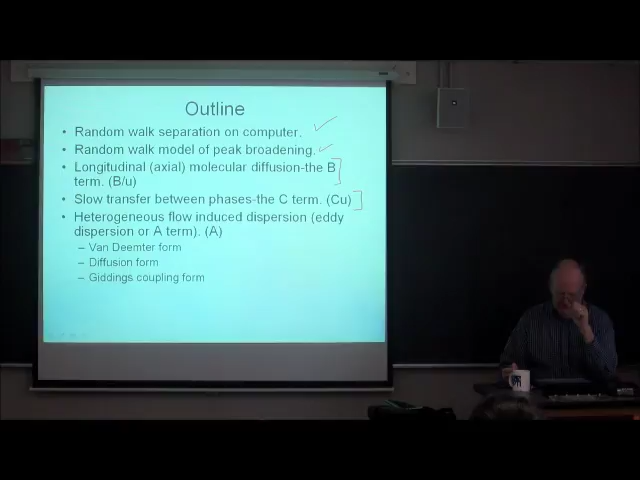 Outline
• Random walk separation on computer.
• Random walk model of peak broadening.
• Longitudinal (axial) molecular diffusion-the B
term. (B/u)
• Slow transfer between phases-the C term. (Cu)
• Heterogeneous flow induced dispersion (eddy
dispersion or A term). (A)
– Van Deemter form
– Diffusion form
– Giddings coupling form